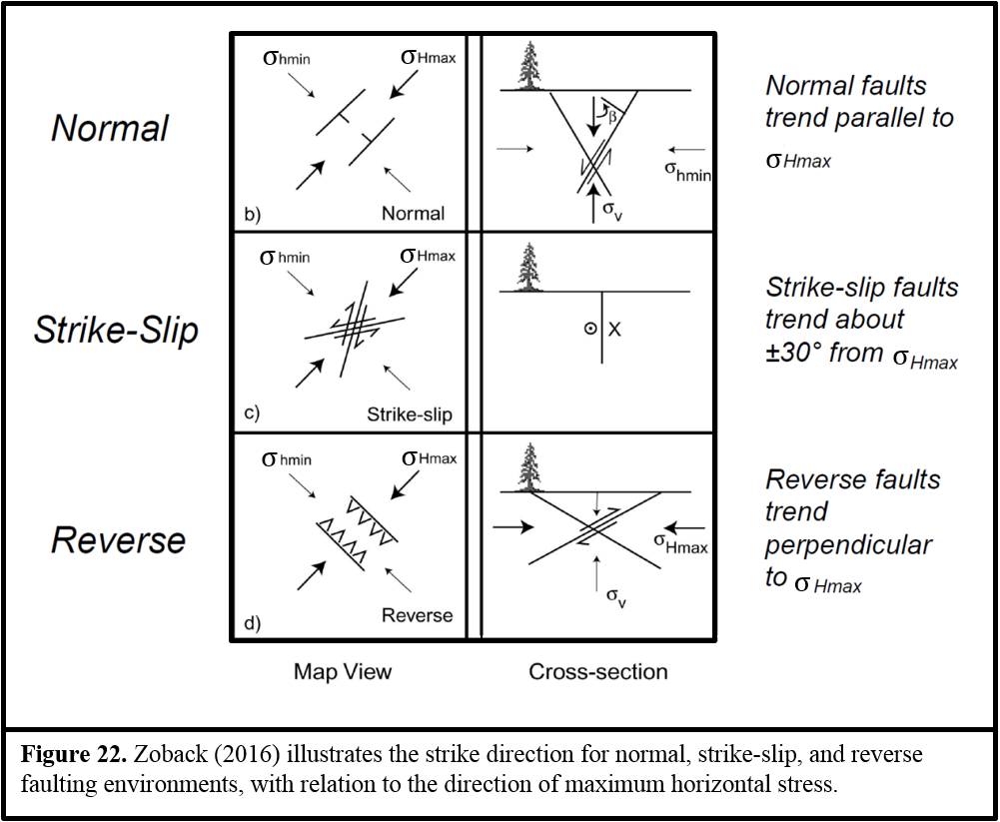 Normal
σhmin
σHmax
b)
Normal
β
σhmin
σv
Normal faults
trend parallel to
σHmax
Strike-Slip
σhmin
σHmax
c)
Strike-slip
X
Strike-slip faults
trend about
±30° from σHmax
Reverse
σhmin
σHmax
d)
Reverse
σHmax
σv
Reverse faults
trend
perpendicular
to σHmax
Map View
Cross-section
Figure 22. Zoback (2016) illustrates the strike direction for normal, strike-slip, and reverse
faulting environments, with relation to the direction of maximum horizontal stress.